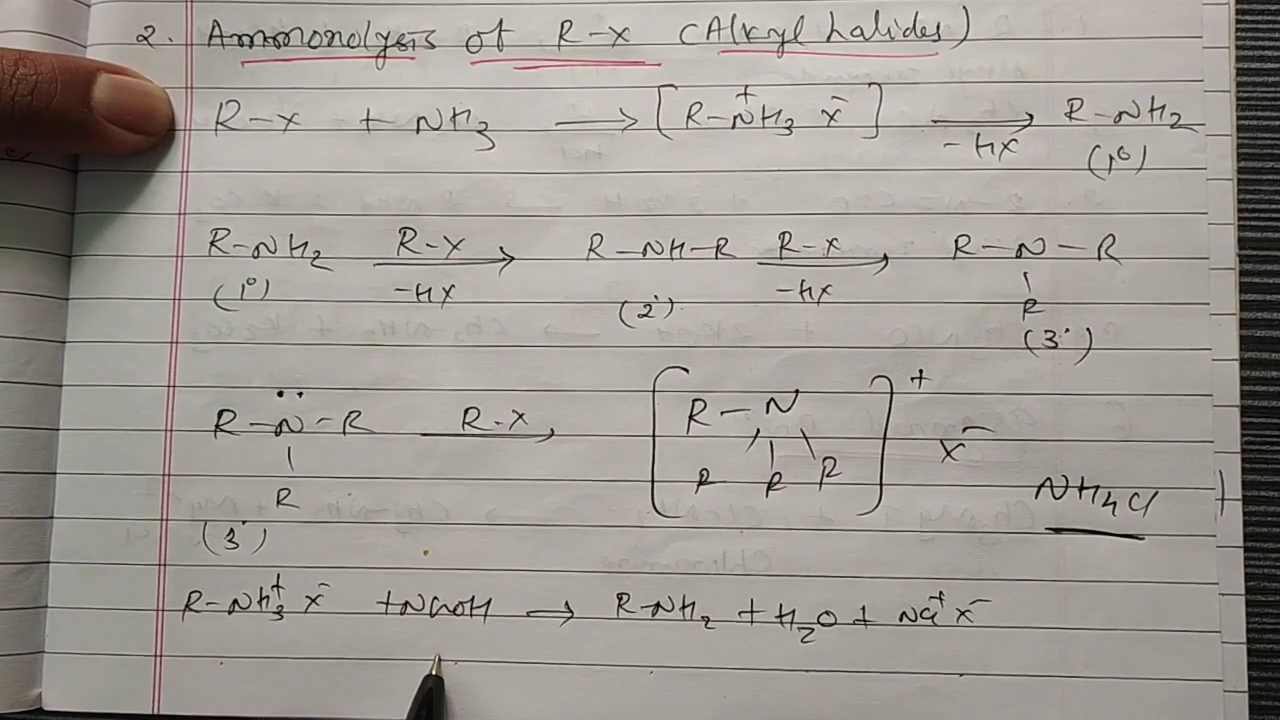 2. Ammonolysis of R-X (Alkyl halides)
R-X + NH3 → [R-N+H3 X-] → -HX R-NH2
(1°)
R-NH2 R-X → -HX R-NH-R R-X → -HX R-N-R
(1°) (2°) R
(3°)
R-N̈-R R-X → [R-N R R R]+ X-
R NH4Cl
(3°)
R-NH3+ X- +NaOH → R-NH2 + H2O + Na+X-